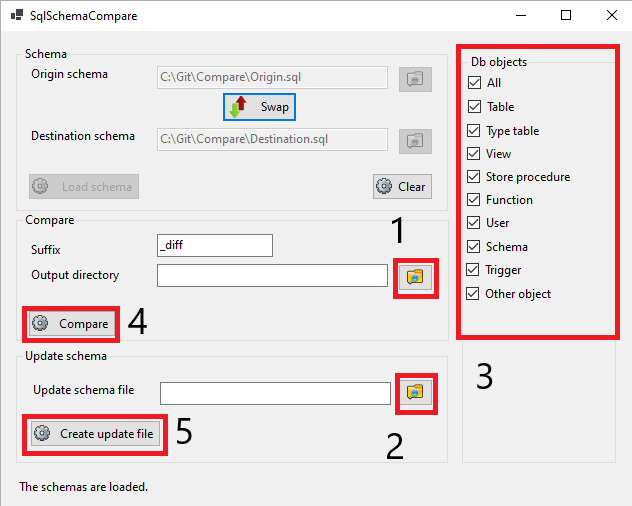 SqlSchemaCompare
Schema
Origin schema
C:\Git\Compare\Origin.sql
Swap
Destination schema
C:\Git\Compare\Destination.sql
Load schema
Clear
Compare
1
Suffix
_diff
Output directory
Compare
4
Update schema
Update schema file
Create update file
5
2
Db objects
All
Table
Type table
View
Store procedure
Function
User
Schema
Trigger
Other object
3
The schemas are loaded.